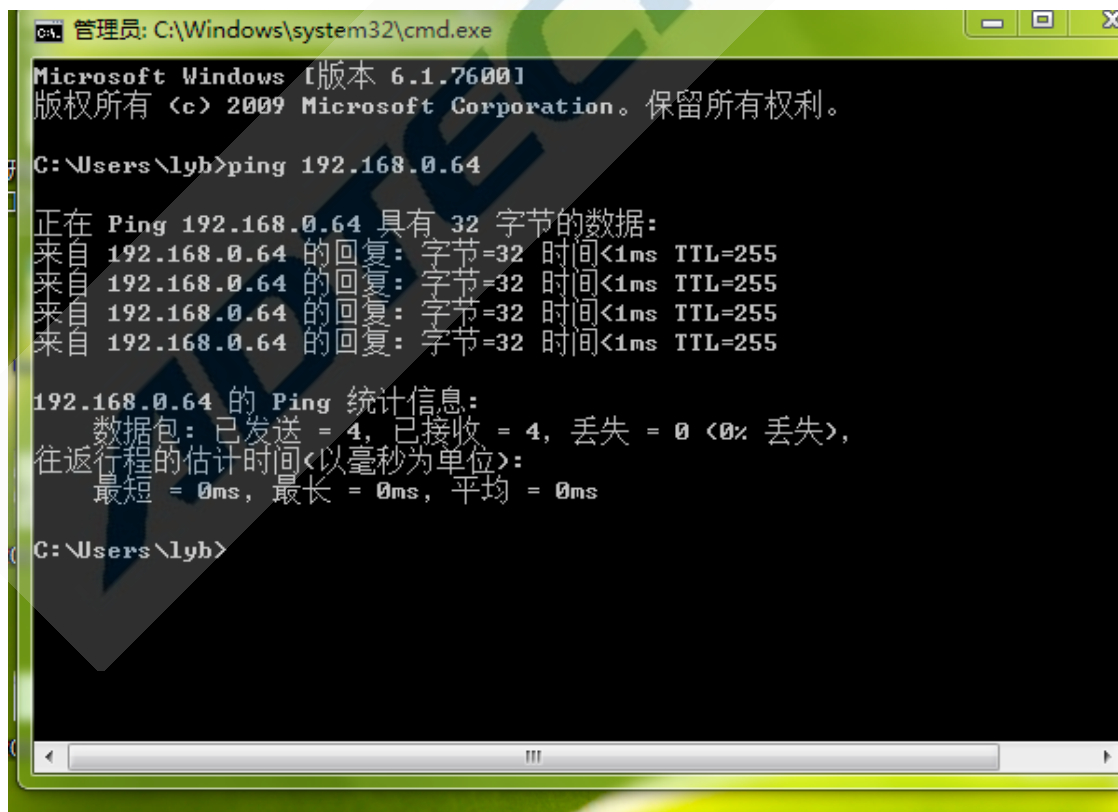 管理员: C:\Windows\system32\cmd.exe
Microsoft Windows [版本 6.1.7600]
版权所有 (c) 2009 Microsoft Corporation。保留所有权利。
C:\Users\lyb>ping 192.168.0.64
正在 Ping 192.168.0.64 具有 32 字节的数据:
来自 192.168.0.64 的回复: 字节=32 时间<1ms TTL=255
来自 192.168.0.64 的回复: 字节=32 时间<1ms TTL=255
来自 192.168.0.64 的回复: 字节=32 时间<1ms TTL=255
来自 192.168.0.64 的回复: 字节=32 时间<1ms TTL=255
192.168.0.64 的 Ping 统计信息:
数据包: 已发送 = 4, 已接收 = 4, 丢失 = 0 (0% 丢失),
往返行程的估计时间(以毫秒为单位):
最短 = 0ms, 最长 = 0ms, 平均 = 0ms
C:\Users\lyb>